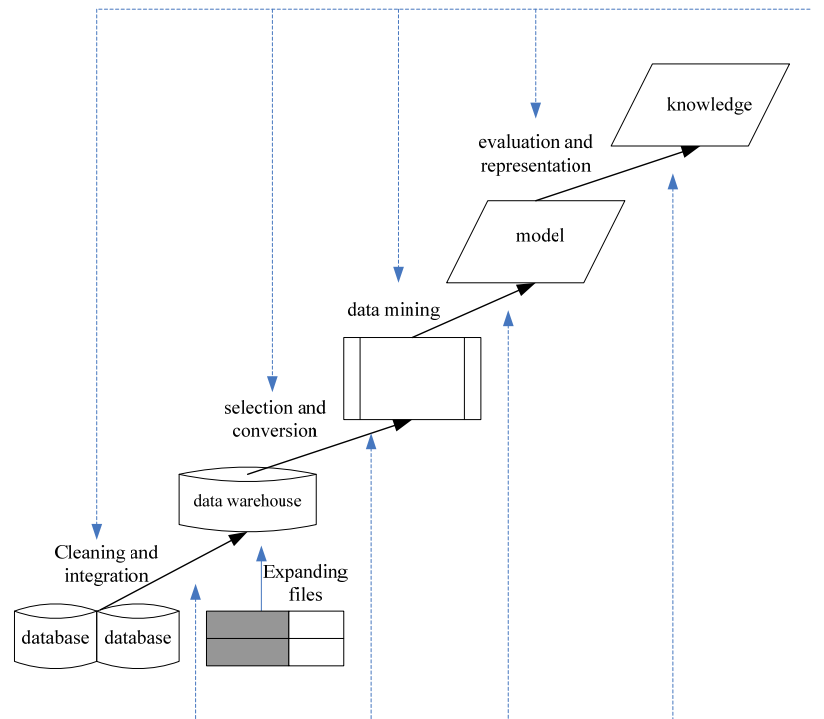 knowledge
evaluation and
representation
model
data mining
selection and
conversion
data warehouse
Cleaning and
integration
Expanding
files
database
database